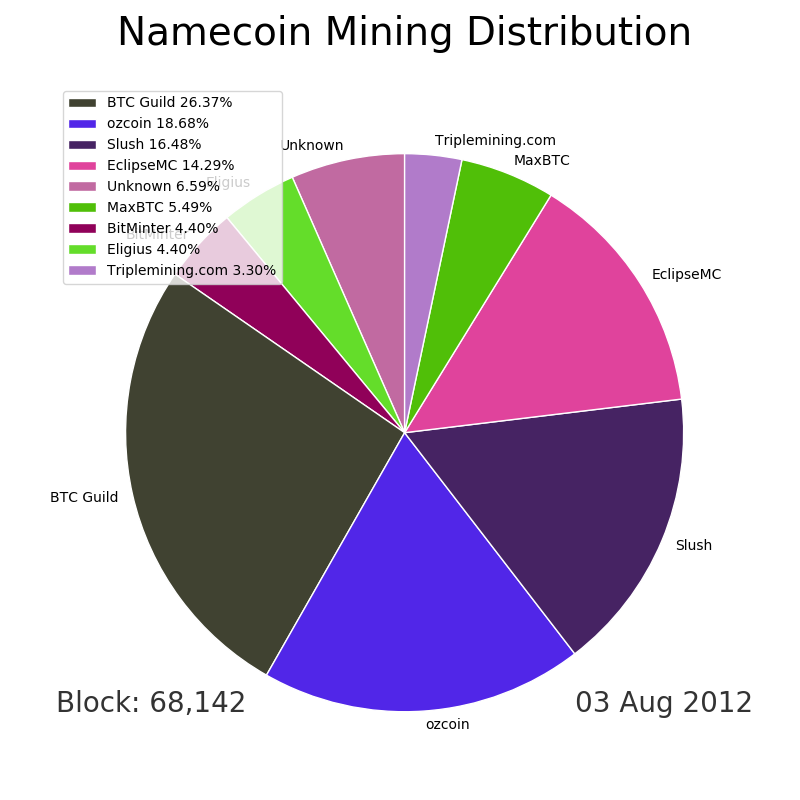 Namecoin Mining Distribution
BTC Guild 26.37%
ozcoin 18.68%
Slush 16.48%
EclipseMC 14.29%
Unknown 6.59%
MaxBTC 5.49%
BitMinter 4.40%
Eligius 4.40%
Triplemining.com 3.30%
Unknown
Triplemining.com
MaxBTC
Eligius
BitMinter
EclipseMC
BTC Guild
Slush
ozcoin
Block: 68,142
03 Aug 2012